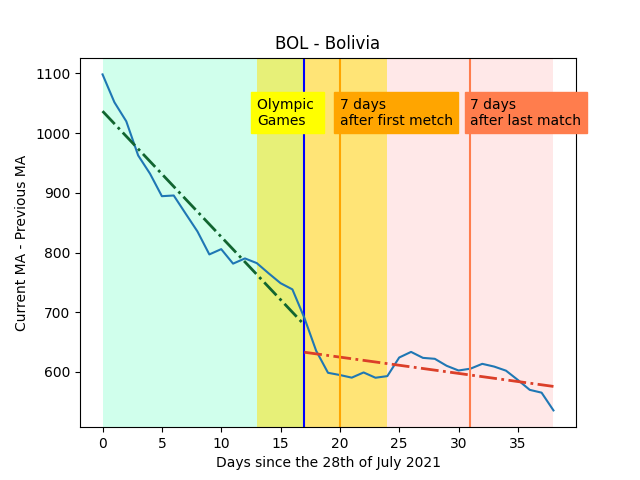 BOL - Bolivia
1100
1000
900
800
700
600
Current MA - Previous MA
Olympic
Games
7 days
after first metch
7 days
after last match
0 5 10 15 20 25 30 35
Days since the 28th of July 2021